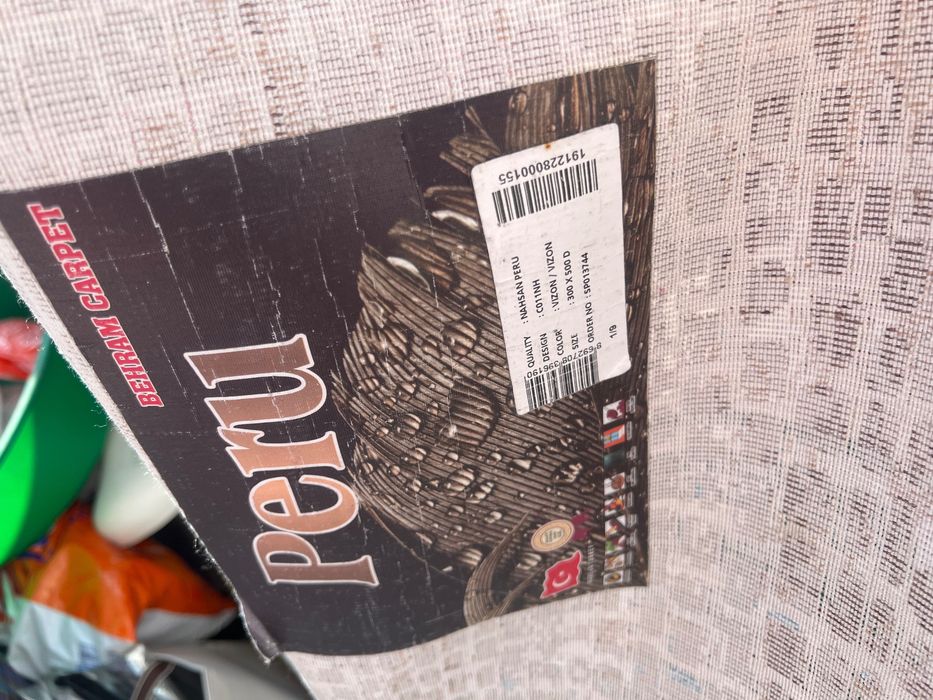 BEHRAM CARPET
Peru
191228000155
QUALITY : NAHSAN PERU
DESIGN : C011NH
COLOR : VIZON / VIZON
SIZE : 300 X 500 D
ORDER NO : SP013744
1/9